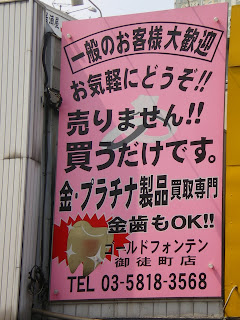 一般のお客様大歓迎
お気軽にどうぞ!!
売りません!!
買うだけです。
金・プラチナ製品買取専門
金歯もOK!!
ゴールドフォンテン
御徒町店
TEL 03-5818-3568